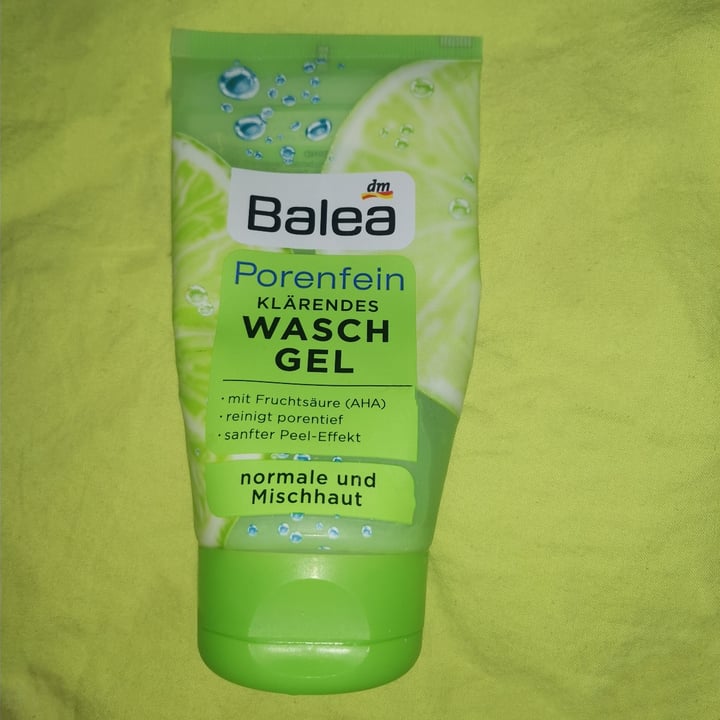 dm
Balea
Porenfein
KLÄRENDES
WASCH
GEL
· mit Fruchtsäure (AHA)
· reinigt porentief
· sanfter Peel-Effekt
normale und
Mischhaut